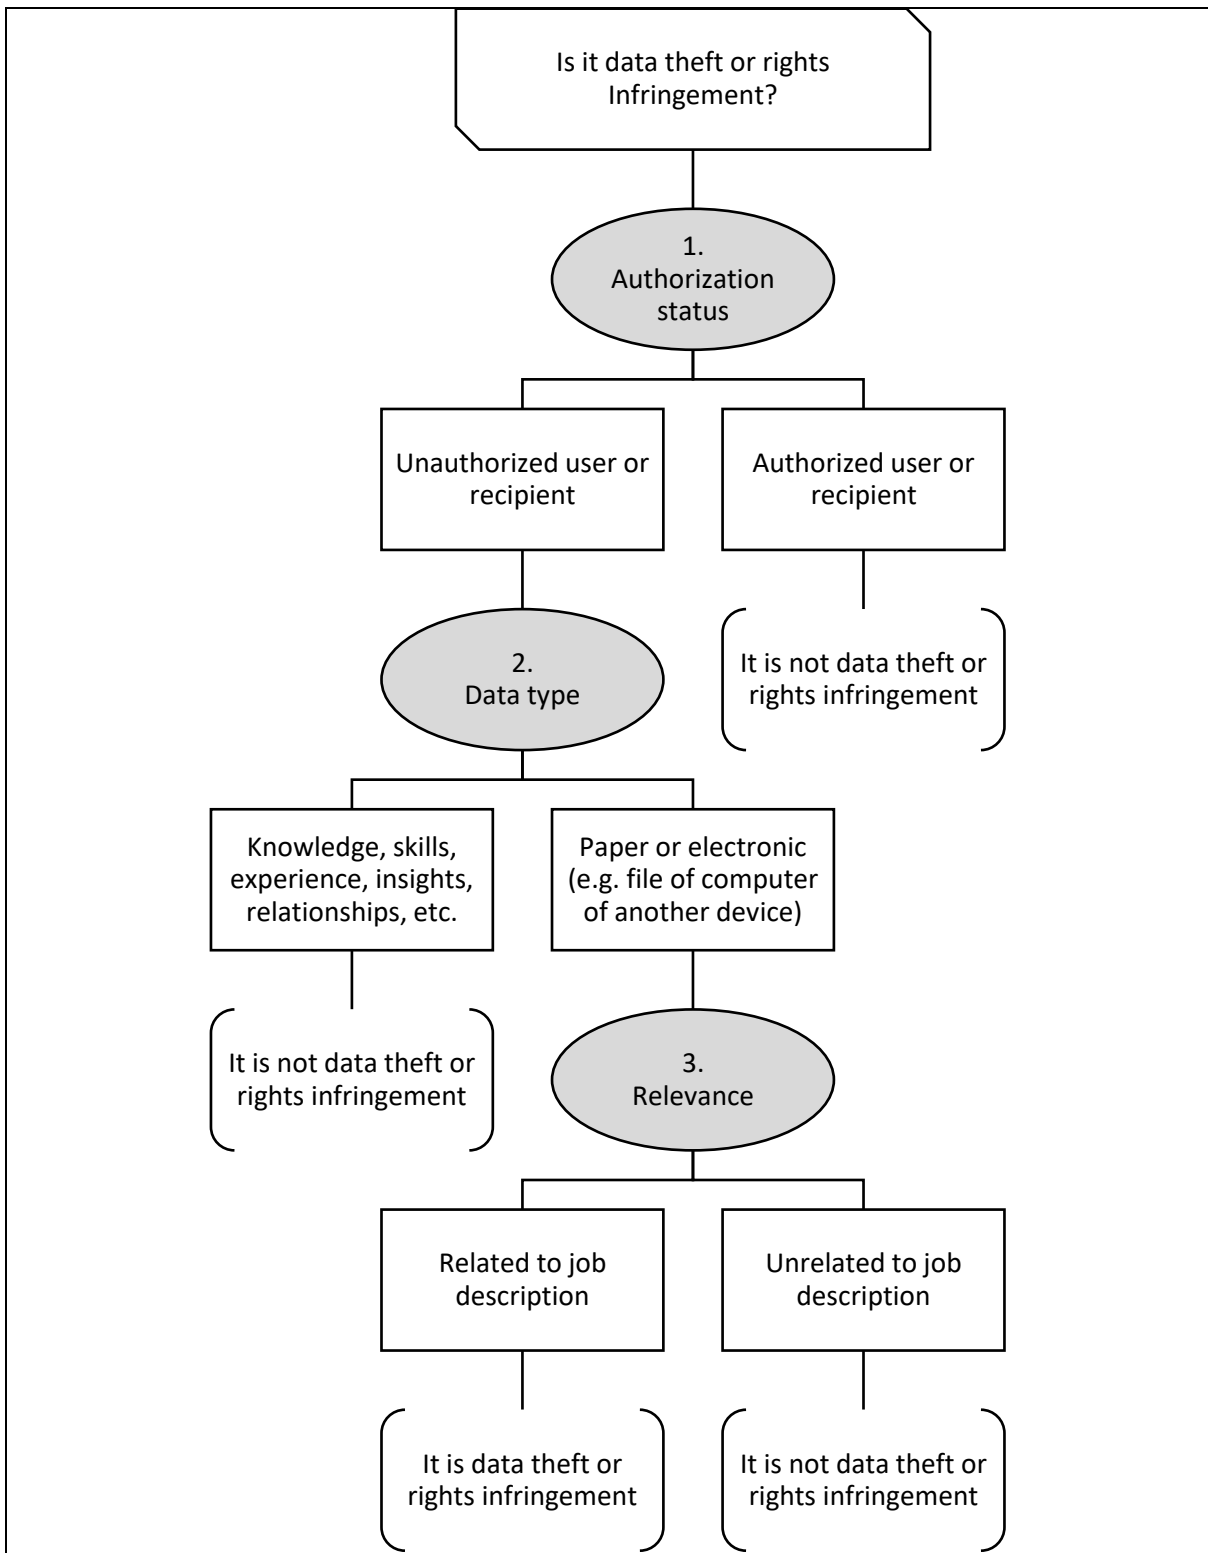 Is it data theft or rights
Infringement?
1.
Authorization
status
Unauthorized user or
recipient
Authorized user or
recipient
2.
Data type
It is not data theft or
rights infringement
Knowledge, skills,
experience, insights,
relationships, etc.
Paper or electronic
(e.g. file of computer
of another device)
It is not data theft or
rights infringement
3.
Relevance
Related to job
description
Unrelated to job
description
It is data theft or
rights infringement
It is not data theft or
rights infringement